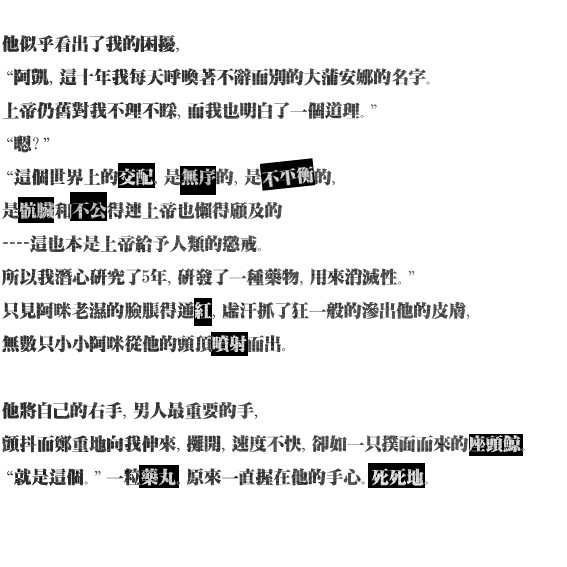 他似乎看出了我的困擾,
“阿凱, 這十年我每天呼喚著不辭而別的大蒲安娜的名字。
上帝仍舊對我不理不睬, 而我也明白了一個道理。”
“嗯?”
“這個世界上的交配, 是無序的, 是不平衡的,
是骯臟和不公得連上帝也懶得顧及的
----這也本是上帝給予人類的懲戒。
所以我潛心研究了5年, 研發了一種藥物, 用來消滅性。”
只見阿咪老濕的臉脹得通紅, 虛汗抓了狂一般的滲出他的皮膚,
無數只小小阿咪從他的頭頂噴射而出。
他將自己的右手, 男人最重要的手,
顫抖而鄭重地向我伸來, 攤開, 速度不快, 卻如一只撲面而來的座頭鯨。
“就是這個。” 一粒藥丸, 原來一直握在他的手心。死死地。